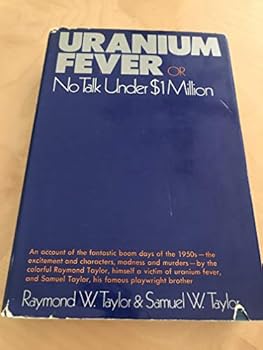 URANIUM
FEVER OR
No Talk Under $1 Million
An account of the fantastic boom days of the 1950s—the
excitement and characters, madness and murders—by the
colorful Raymond Taylor, himself a victim of uranium fever,
and Samuel Taylor, his famous playwright brother
Raymond W. Taylor & Samuel W. Taylor